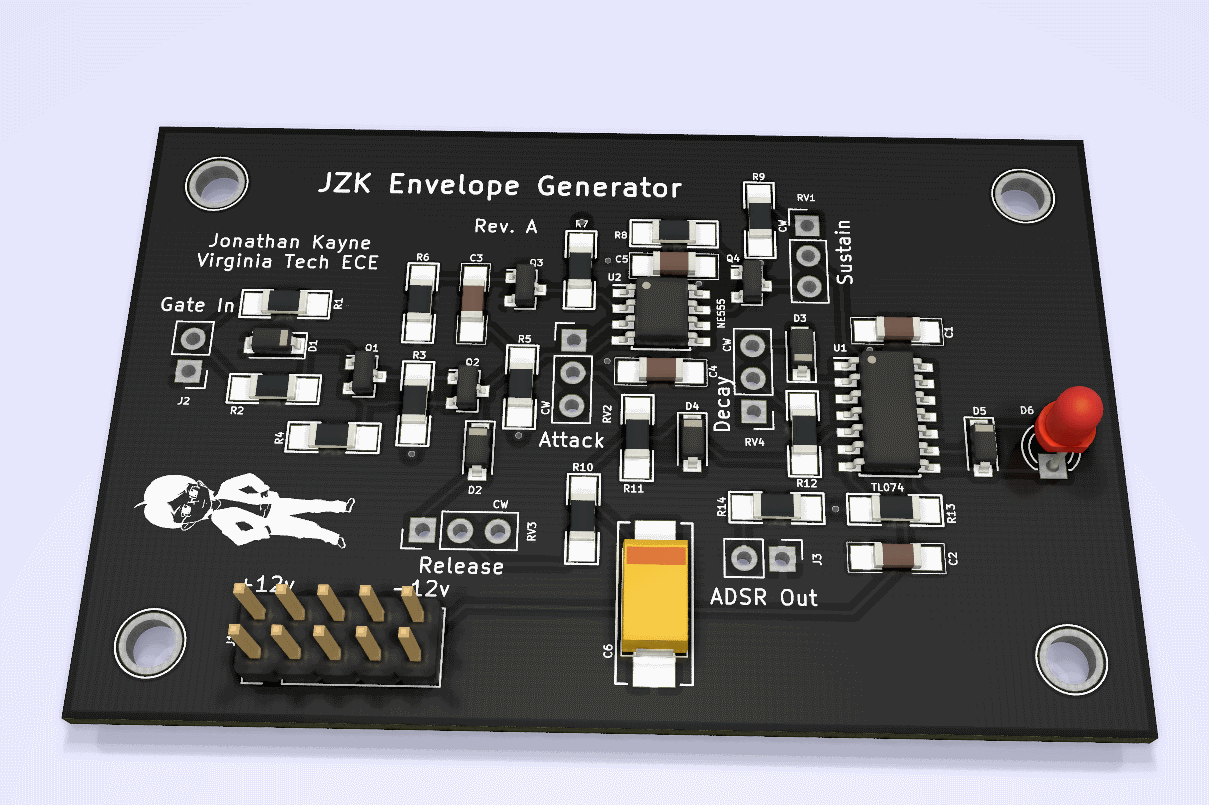 JZK Envelope Generator
Rev. A
Jonathan Kayne
Virginia Tech ECE
R9
RV1
CW
Sustain
R7
R8
C5
Q4
U2
R6
C3
Q3
Gate In
R1
NE555
D1
Q1
R3
Q2
R5
CW
D3
U1
C1
J2
R2
C4
Decay
RV4
R4
CW
Attack
RV2
D4
D5
D6
D2
R11
R12
TL074
R10
CW
RV3
Release
R14
R13
J3
C2
ADSR Out
+12v
-12v
C6